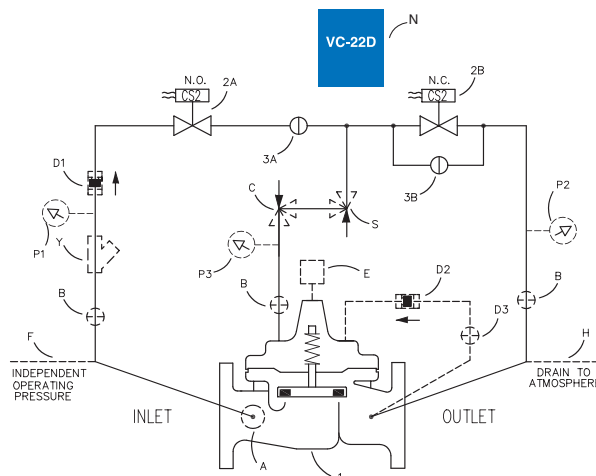 VC-22D
N
N.O.
CS2
2A
N.C.
CS2
2B
3A
3B
D1
P1
Y
C
S
P2
P3
E
B
B
D2
D3
B
F
H
INDEPENDENT
OPERATING
PRESSURE
DRAIN TO
ATMOSPHERE
INLET
OUTLET
A
1